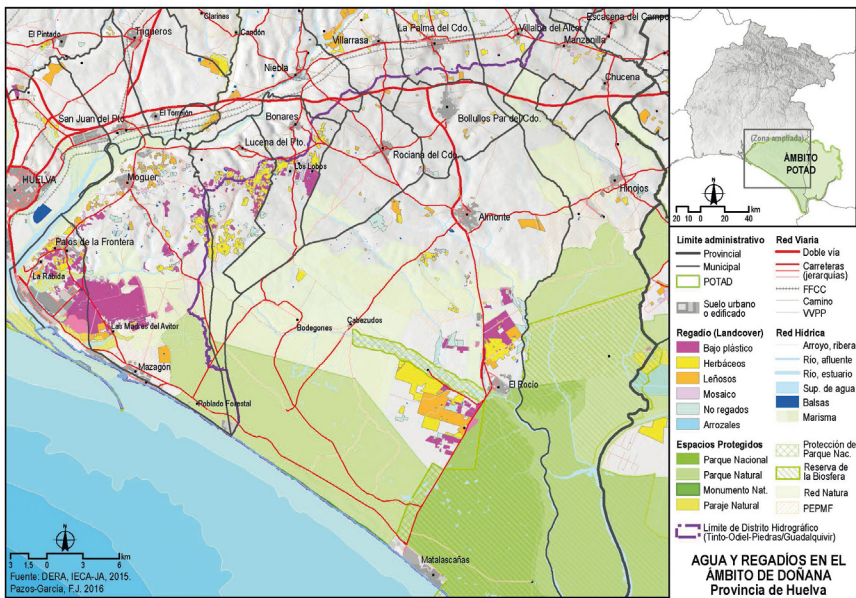 Clarines
Escacena del Campo
El Pintado
Trigueros
Candón
Villarrasa
La Palma del Cdo.
Villalba del Alcor
Manzanilla
Niebla
Chucena
San Juan del Pto.
El Torrejón
Bonares
Bollullos Par del Cdo.
Lucena del Pto.
Rociana del Cdo.
Los Lobos
HUELVA
Moguer
Hinojos
Almonte
Palos de la Frontera
La Rábida
Las Madres del Avitor
Bodegones
Cabezudos
Mazagón
El Rocío
Poblado Forestal
Matalascañas
N
3 1,5 0 3 6
km
Fuente: DERA, IECA-JA, 2015.
Pazos-García, F.J. 2016
(Zona ampliada)
ÁMBITO
POTAD
N
20 10 0 20 40
km
Límite administrativo
Provincial
Municipal
POTAD
Suelo urbano
o edificado
Red Viaria
Doble vía
Carreteras
(jerarquías)
FFCC
Camino
VVPP
Regadío (Landcover)
Bajo plástico
Herbáceos
Leñosos
Mosaico
No regados
Arrozales
Red Hídrica
Arroyo, ribera
Río, afluente
Río, estuario
Sup. de agua
Balsas
Marisma
Espacios Protegidos
Parque Nacional
Parque Natural
Monumento Nat.
Paraje Natural
Protección de
Parque Nac.
Reserva de
la Biosfera
Red Natura
PEPMF
Límite de Distrito Hidrográfico
(Tinto-Odiel-Piedras/Guadalquivir)
AGUA Y REGADÍOS EN EL
ÁMBITO DE DOÑANA
Provincia de Huelva